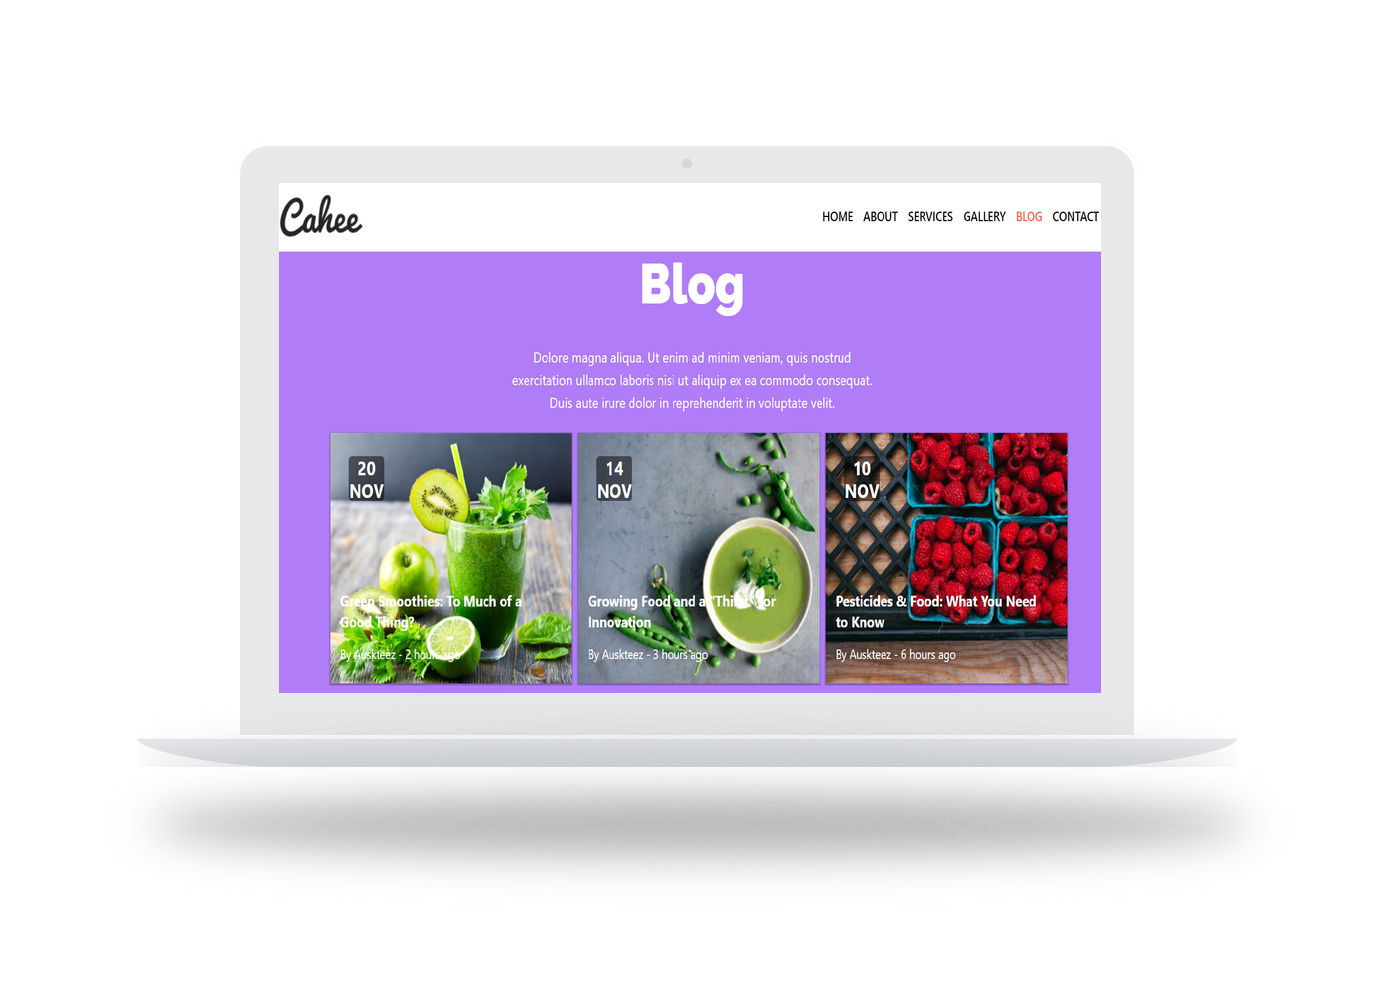 Cahee
HOME ABOUT SERVICES GALLERY BLOG CONTACT
Blog
Dolore magna aliqua. Ut enim ad minim veniam, quis nostrud
exercitation ullamco laboris nisi ut aliquip ex ea commodo consequat.
Duis aute irure dolor in reprehenderit in voluptate velit.
20
NOV
Green Smoothies: To Much of a
Good Thing?
By Auskteez - 2 hours ago
14
NOV
Growing Food and a "Thirst" for
Innovation
By Auskteez - 3 hours ago
10
NOV
Pesticides & Food: What You Need
to Know
By Auskteez - 6 hours ago